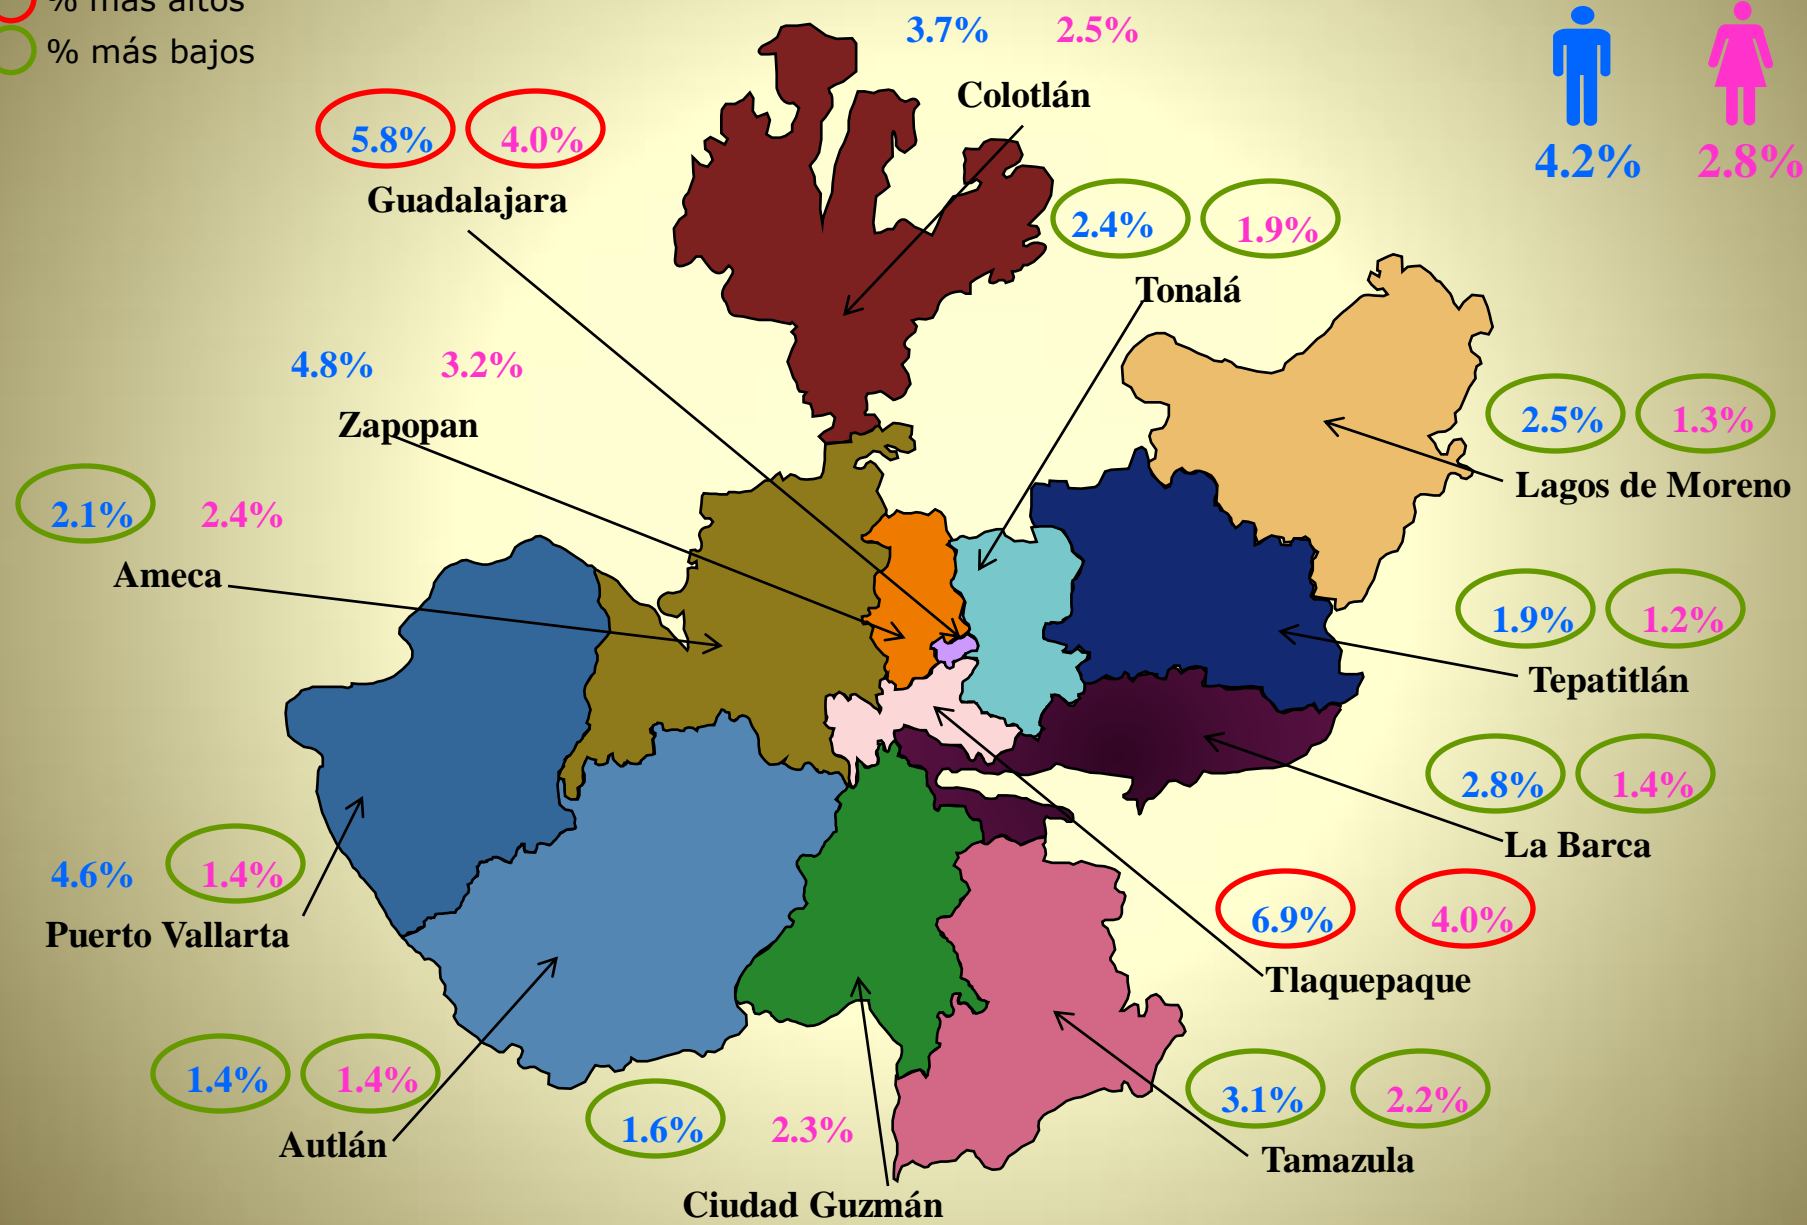 % más altos
% más bajos
3.7% 2.5%
Colotlán
4.2% 2.8%
5.8% 4.0%
Guadalajara
2.4% 1.9%
Tonalá
4.8% 3.2%
Zapopan
2.5% 1.3%
Lagos de Moreno
2.1% 2.4%
Ameca
1.9% 1.2%
Tepatitlán
2.8% 1.4%
La Barca
4.6% 1.4%
Puerto Vallarta
6.9% 4.0%
Tlaquepaque
1.4% 1.4%
Autlán
1.6% 2.3%
Ciudad Guzmán
3.1% 2.2%
Tamazula